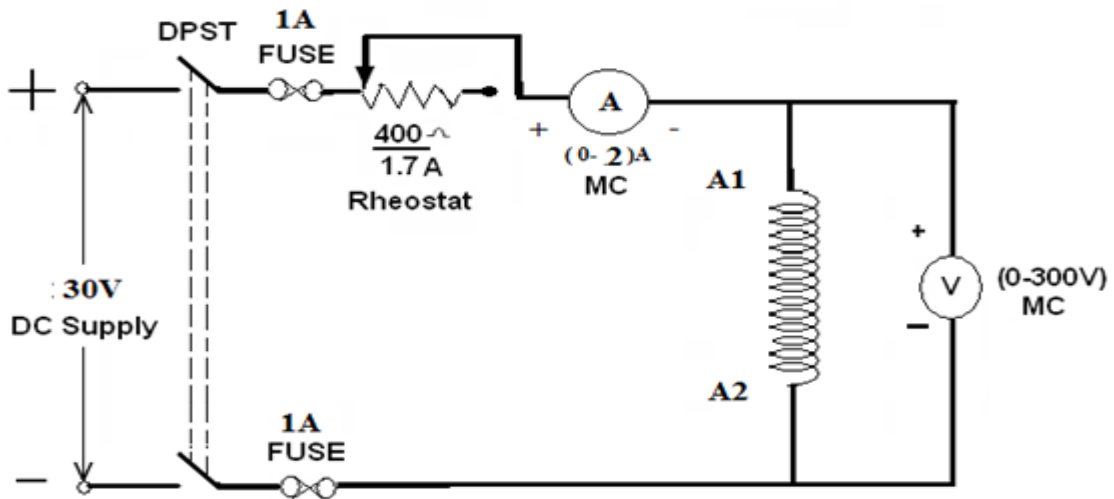 DPST
1A
FUSE
+
A
+ -
400
1.7 A
Rheostat
(0-2)A
MC
A1
A2
+
V
–
(0-300V)
MC
30V
DC Supply
1A
FUSE
–